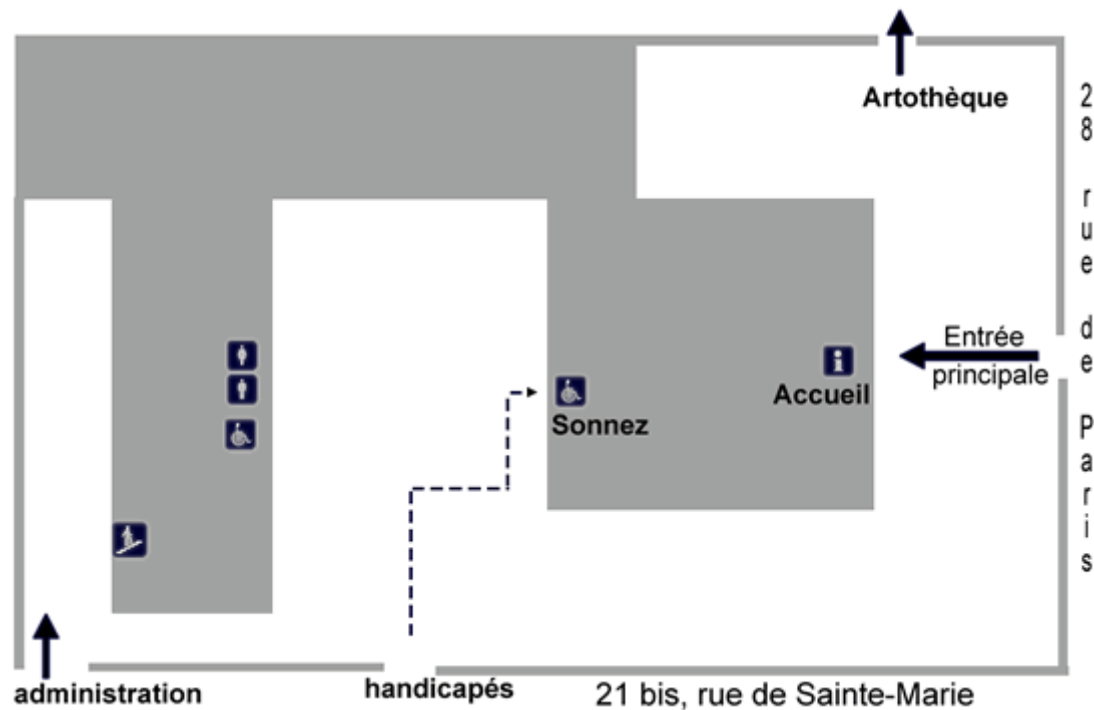 Artothèque
28 rue de Paris
Entrée
principale
Accueil
Sonnez
administration
handicapés
21 bis, rue de Sainte-Marie